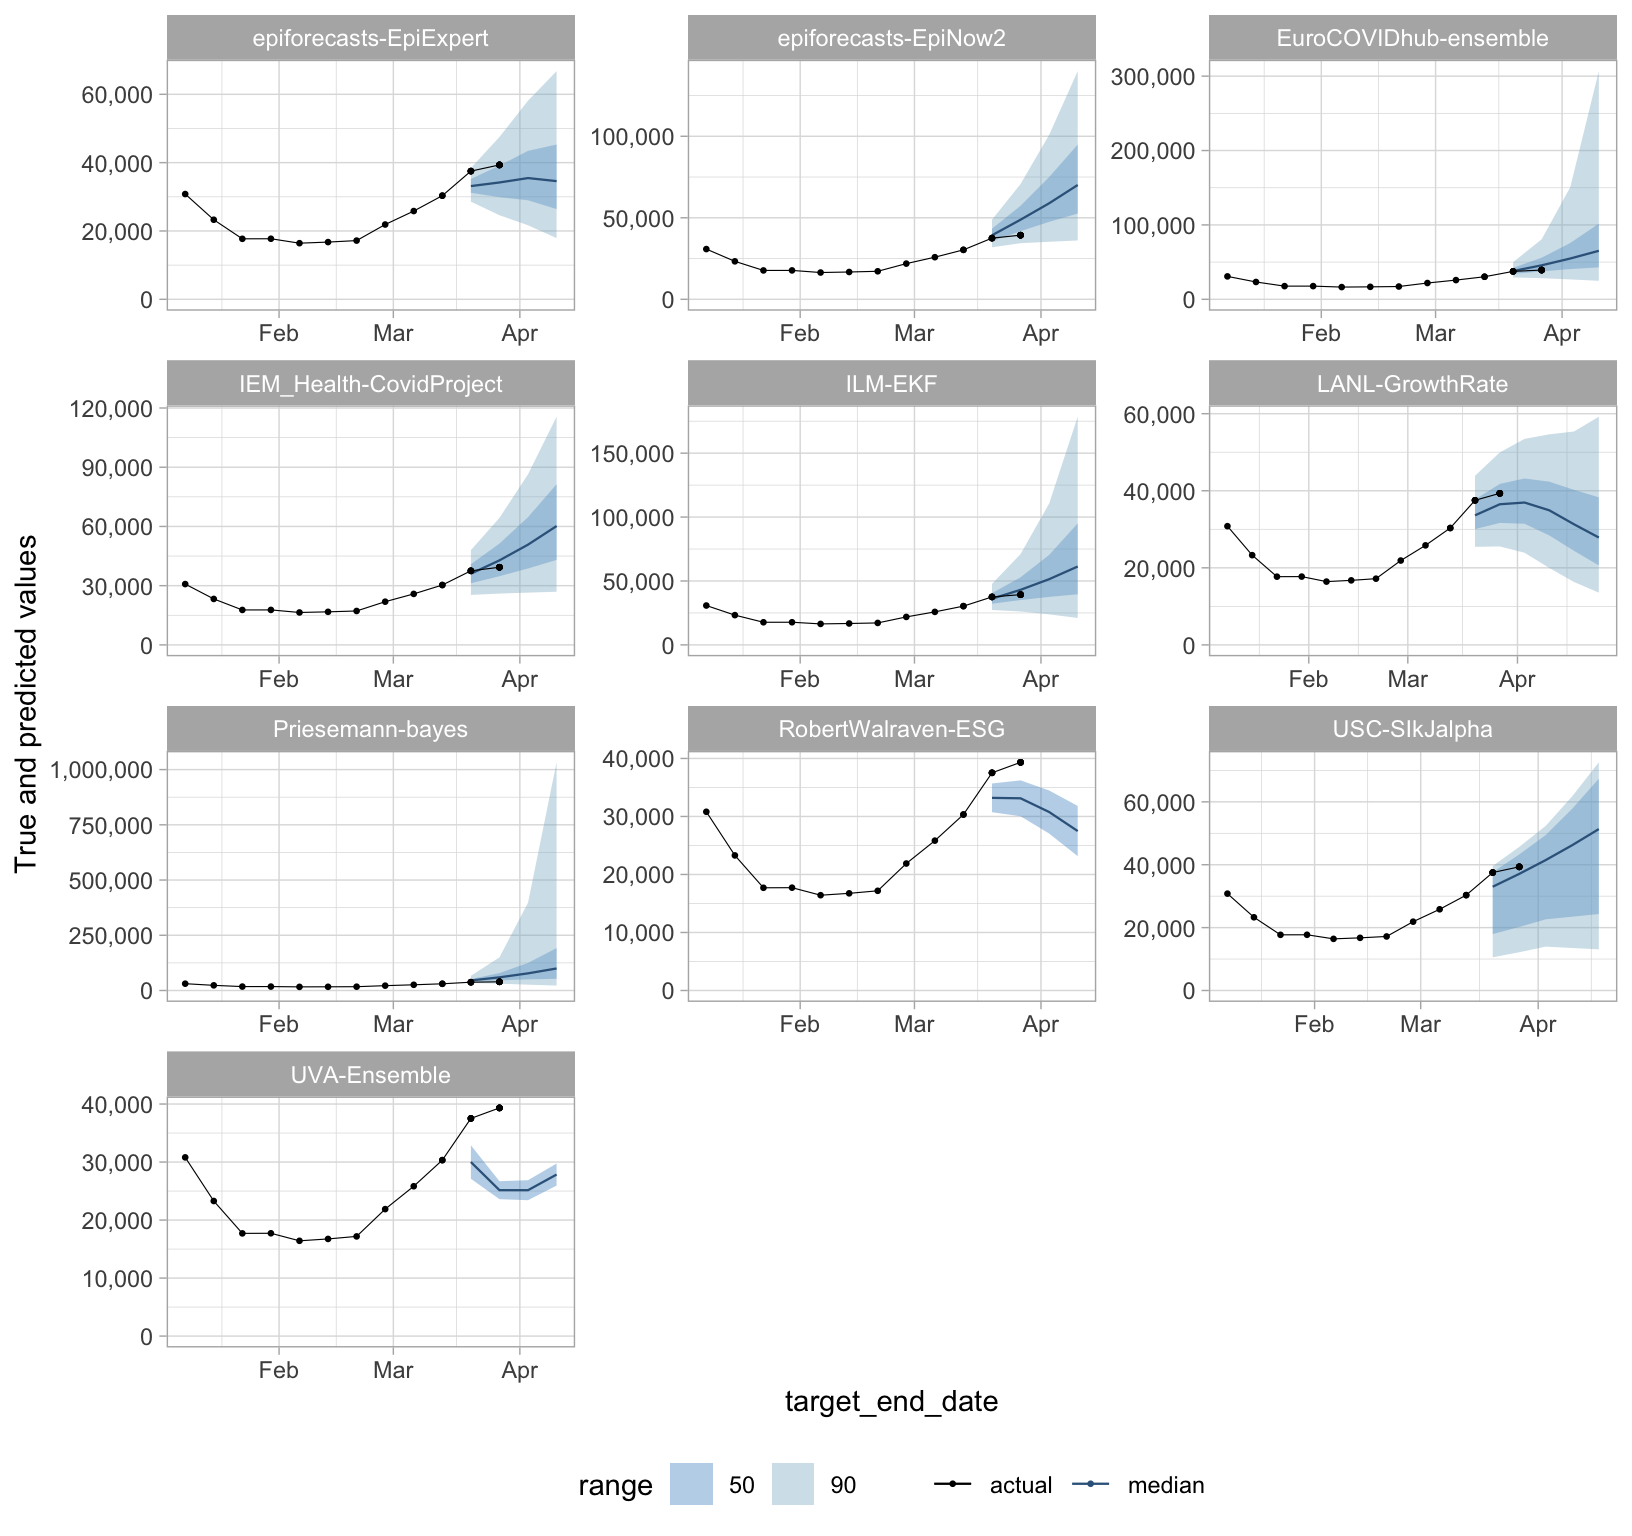 epiforecasts-EpiExpert
epiforecasts-EpiNow2
EuroCOVIDhub-ensemble
60,000
40,000
20,000
0
Feb Mar Apr
100,000
50,000
0
Feb Mar Apr
300,000
200,000
100,000
0
Feb Mar Apr
IEM_Health-CovidProject
ILM-EKF
LANL-GrowthRate
120,000
90,000
60,000
30,000
0
Feb Mar Apr
150,000
100,000
50,000
0
Feb Mar Apr
60,000
40,000
20,000
0
Feb Mar Apr
True and predicted values
Priesemann-bayes
RobertWalraven-ESG
USC-SIkJalpha
1,000,000
750,000
500,000
250,000
0
Feb Mar Apr
40,000
30,000
20,000
10,000
0
Feb Mar Apr
60,000
40,000
20,000
0
Feb Mar Apr
UVA-Ensemble
40,000
30,000
20,000
10,000
0
Feb Mar Apr
target_end_date
range 50 90 actual median